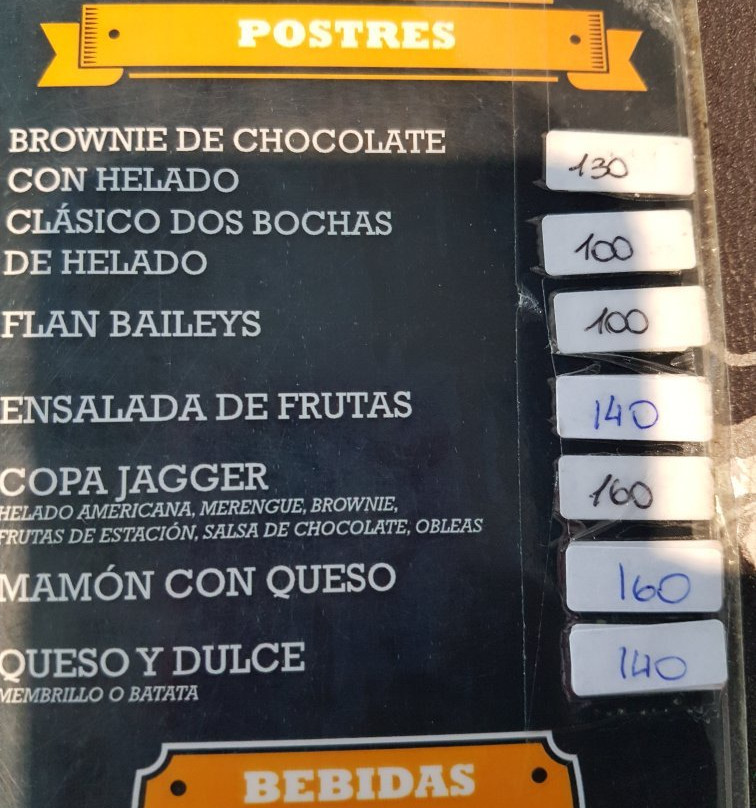 POSTRES
BROWNIE DE CHOCOLATE
CON HELADO
130
CLÁSICO DOS BOCHAS
DE HELADO
100
FLAN BAILEYS
100
ENSALADA DE FRUTAS
140
COPA JAGGER
160
HELADO AMERICANA, MERENGUE, BROWNIE,
FRUTAS DE ESTACIÓN, SALSA DE CHOCOLATE, OBLEAS
MAMÓN CON QUESO
160
QUESO Y DULCE
140
MEMBRILLO O BATATA
BEBIDAS